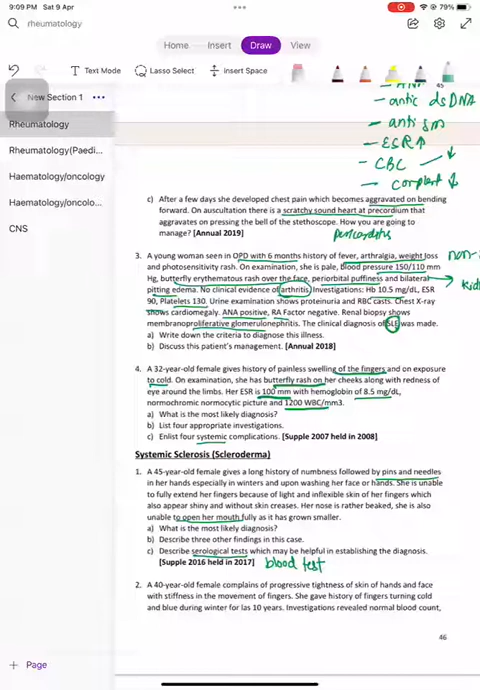 9:09 PM Sat 9 Apr
79%
rheumatology
Home Insert Draw View
Text Mode Lasso Select Insert Space
New Section 1
Rheumatology
Rheumatology(Paedi...
Haematology/oncology
Haematology/oncolo...
CNS
Page
45
- antic dsDNA
- anti sm
- ESR↑
- CBC ↓
c) After a few days she developed chest pain which becomes aggravated on bending
forward. On auscultation there is a scratchy sound heart at precordium that
aggravates on pressing the bell of the stethoscope. How you are going to
manage? [Annual 2019]
pericarditis
3. A young woman seen in OPD with 6 months history of fever, arthralgia, weight loss
and photosensitivity rash. On examination, she is pale, Blood pressure 150/110 mm
Hg, butterfly erythematous rash over the face, periorbital puffiness and bilateral
pitting edema. No clinical evidence of arthritis. Investigations: Hb 10.5 mg/dL, ESR
90, Platelets 130. Urine examination shows proteinuria and RBC casts. Chest X-ray
shows cardiomegaly. ANA positive, RA Factor negative. Renal biopsy shows
membranoproliferative glomerulonephritis. The clinical diagnosis of SLE was made.
a) Write down the criteria to diagnose this illness.
b) Discuss this patient's management. [Annual 2018]
4. A 32-year-old female gives history of painless swelling of the fingers and on exposure
to cold. On examination, she has butterfly rash on her cheeks along with redness of
eye around the limbs. Her ESR is 100 mm with hemoglobin of 8.5 mg/dL,
normochromic normocytic picture and 1200 WBC/mm3.
a) What is the most likely diagnosis?
b) List four appropriate investigations.
c) Enlist four systemic complications. [Supple 2007 held in 2008]
Systemic Sclerosis (Scleroderma)
1. A 45-year-old female gives a long history of numbness followed by pins and needles
in her hands especially in winters and upon washing her face or hands. She is unable
to fully extend her fingers because of light and inflexible skin of her fingers which
also appear shiny and without skin creases. Her nose is rather beaked, she is also
unable to open her mouth fully as it has grown smaller.
a) What is the most likely diagnosis?
b) Describe three other findings in this case.
c) Describe serological tests which may be helpful in establishing the diagnosis.
[Supple 2016 held in 2017] blood test
2. A 40-year-old female complains of progressive tightness of skin of hands and face
with stiffness in the movement of fingers. She gave history of fingers turning cold
and blue during winter for las 10 years. Investigations revealed normal blood count,
46